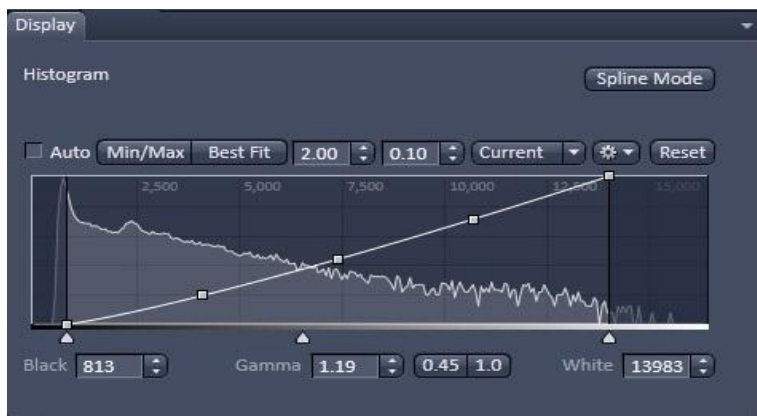 Display
Histogram
Spline Mode
Auto Min/Max Best Fit 2.00 0.10 Current Reset
2,500 5,000 7,500 10,000 12,500 15,000
Black 813 Gamma 1.19 0.45 1.0 White 13983